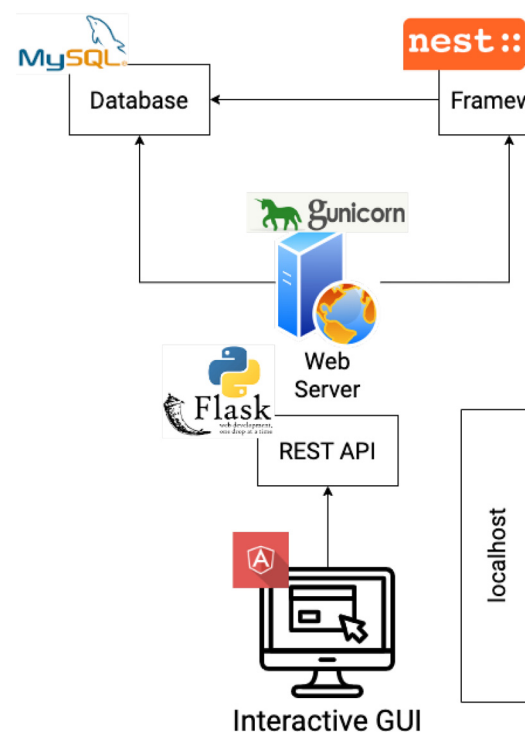 MySQL
nest::
Database
Framew
gunicorn
Web
Server
Flask
web development,
one drop at a time
REST API
localhost
A
Interactive GUI